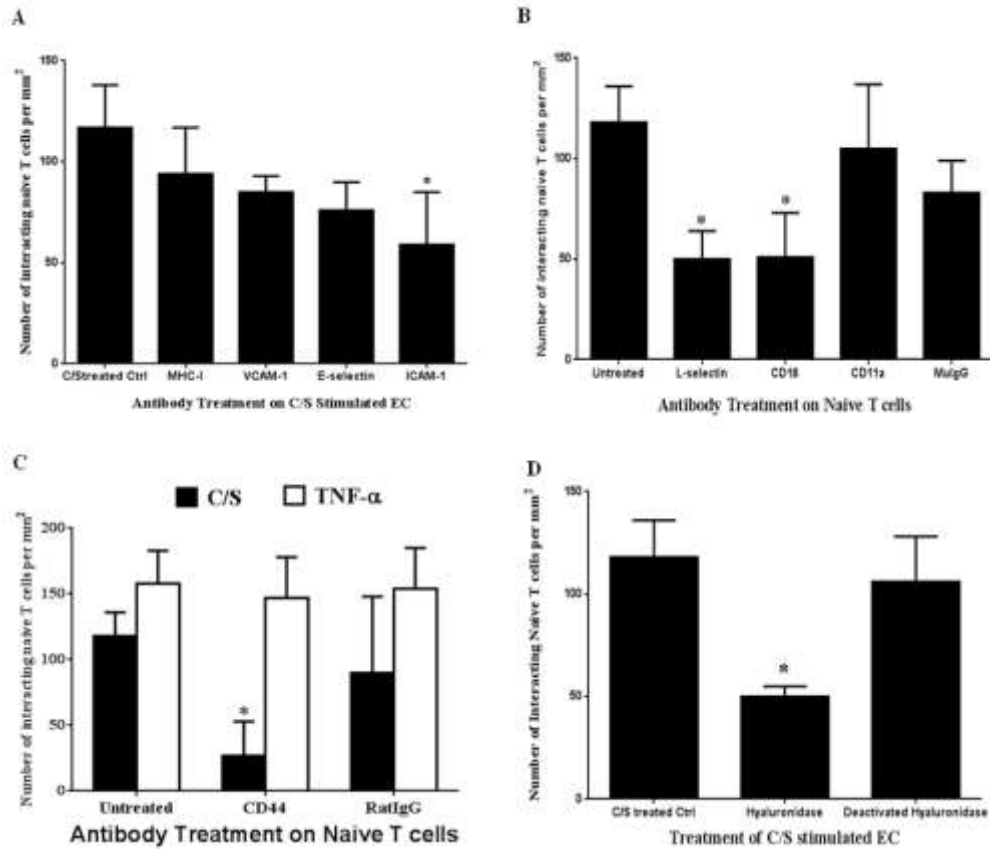 A
Number of interacting naive T cells per mm2
150
100
50
0
C/Streated Ctrl MHC-I VCAM-1 E-selectin ICAM-1
*
Antibody Treatment on C/S Stimulated EC
B
Number of interacting naive T cells per mm2
150
100
50
0
Untreated L-selectin CD18 CD11a MuIgG
* *
Antibody Treatment on Naive T cells
C
C/S TNF-α
Number of interacting naive T cells per mm2
200
150
100
50
0
*
Untreated CD44 RatIgG
Antibody Treatment on Naive T cells
D
Number of Interacting Naive T cells per mm2
150
100
50
0
*
C/S treated Ctrl Hyaluronidase Deactivated Hyaluronidase
Treatment of C/S stimulated EC